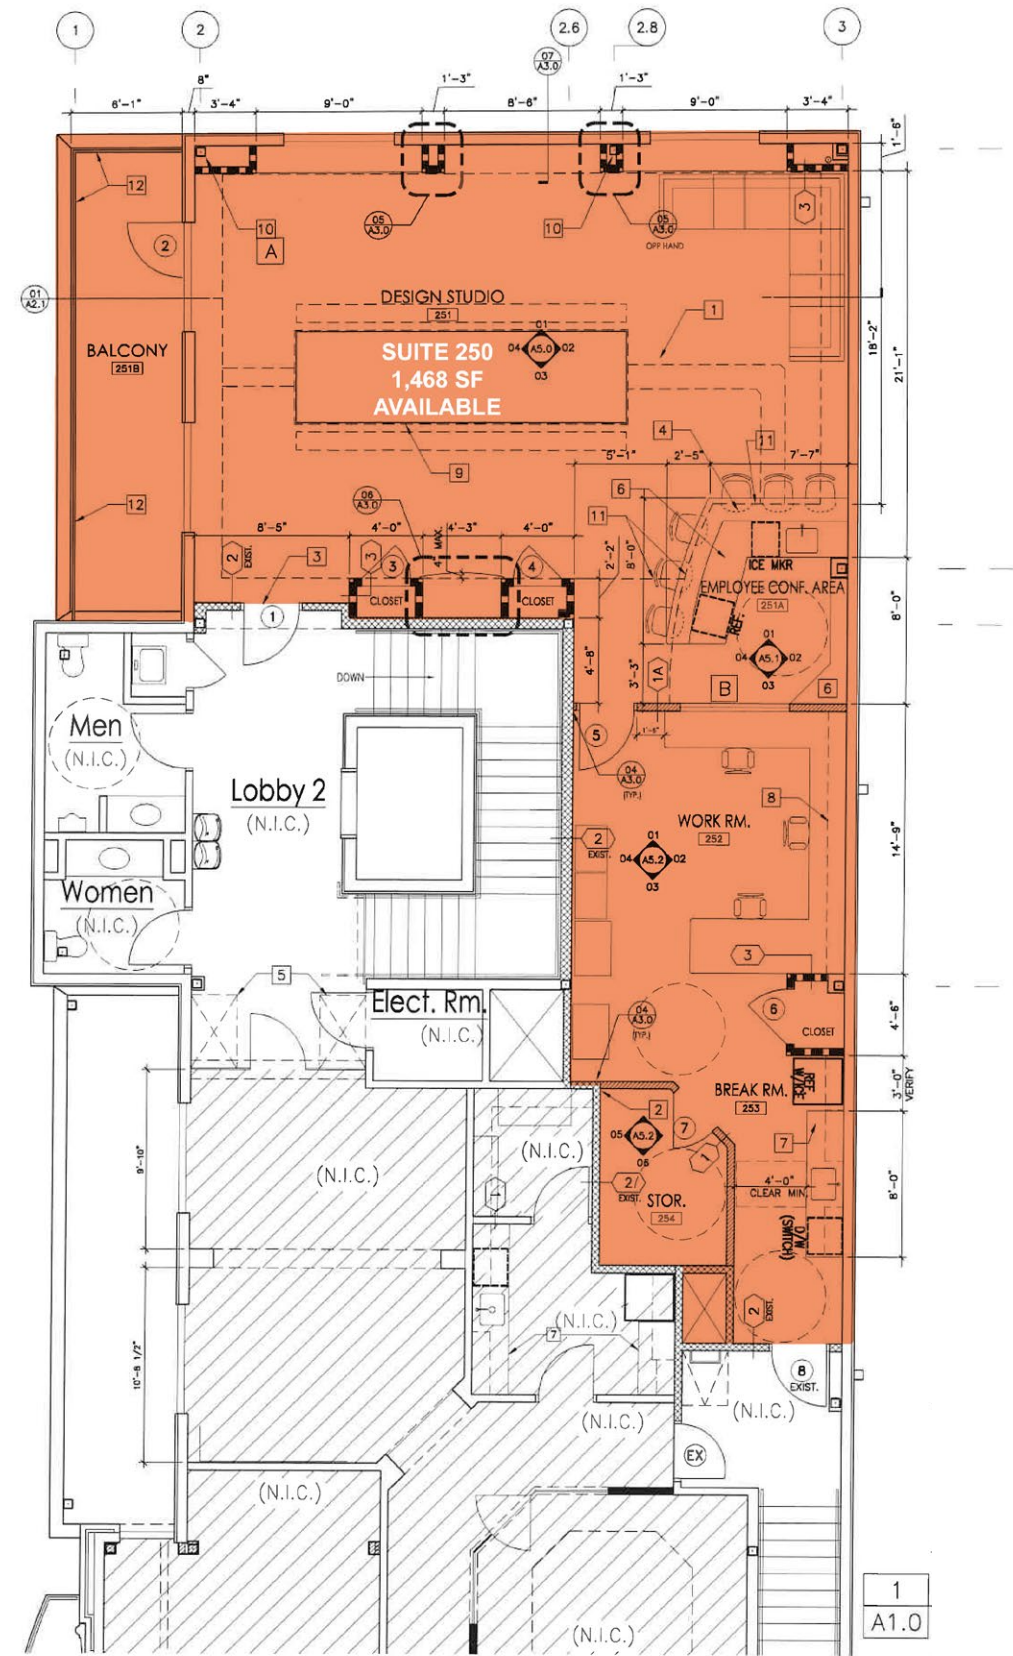 1
2
2.6
2.8
3
07
A3.0
8"
1'-3"
1'-3"
6'-1"
3'-4"
9'-0"
8'-6"
9'-0"
3'-4"
1'-6"
12
10
A
2
05
A3.0
10
05
A3.0
OFF HAND
3
01
A2.1
DESIGN STUDIO
251
1
BALCONY
251B
SUITE 250
1,468 SF
AVAILABLE
01
04 A5.0 02
03
18'-2"
21'-1"
4
11
9
5'-1"
2'-5"
7'-7"
12
06
A3.0
6
11
8'-5"
4'-0"
4'-3"
4'-0"
4" MAX.
2
EXIST.
3
3
3
4
2'-2"
8'-0"
ICE MKR
EMPLOYEE CONF. AREA
251A
8'-0"
CLOSET
CLOSET
REF.
1
01
04 A5.1 02
03
4'-8"
3'-3"
1A
B
6
DOWN
Men
(N.I.C.)
5
1'-6"
04
A3.0
(TYP.)
8
Lobby 2
(N.I.C.)
WORK RM.
252
2
EXIST.
01
04 A5.2 02
03
14'-9"
Women
(N.I.C.)
3
5
Elect. Rm.
(N.I.C.)
04
A3.0
(TYP.)
6
CLOSET
4'-6"
REF.
W/ICE
3'-0"
VERIFY
BREAK RM.
253
2
7
05 A5.2
06
7
1
9'-10"
(N.I.C.)
(N.I.C.)
1
2
EXIST.
STOR.
254
4'-0"
CLEAR MIN.
8'-0"
D/W
(SWITCH)
(N.I.C.)
7
2
EXIST.
10'-8 1/2"
8
EXIST.
(N.I.C.)
(N.I.C.)
EX
(N.I.C.)
(N.I.C.)
1
A1.0